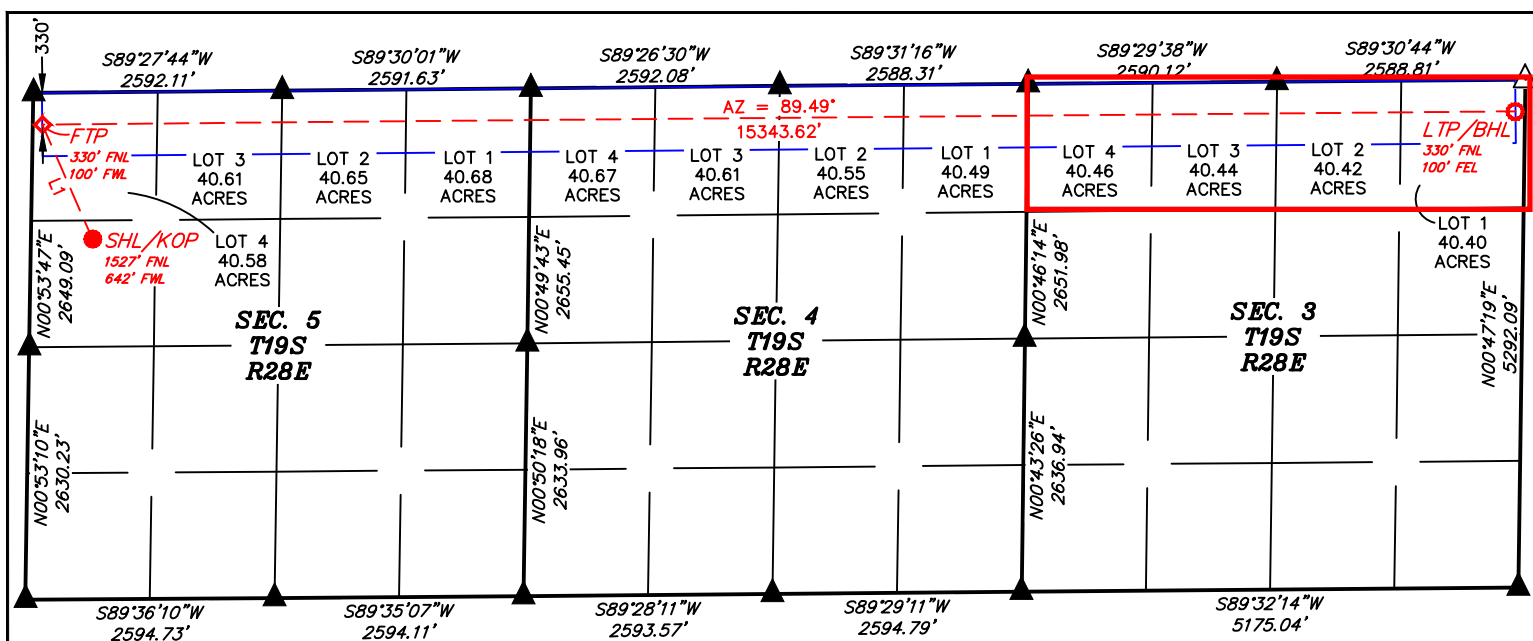 330'
S89°27'44"W
2592.11'
S89°30'01"W
2591.63'
S89°26'30"W
2592.08'
S89°31'16"W
2588.31'
S89°29'38"W
2590.12'
S89°30'44"W
2588.81'
AZ = 89.49°
15343.62'
FTP
330' FNL
100' FWL
LTP/BHL
330' FNL
100' FEL
LOT 3
40.61
ACRES
LOT 2
40.65
ACRES
LOT 1
40.68
ACRES
LOT 4
40.67
ACRES
LOT 3
40.61
ACRES
LOT 2
40.55
ACRES
LOT 1
40.49
ACRES
LOT 4
40.46
ACRES
LOT 3
40.44
ACRES
LOT 2
40.42
ACRES
SHL/KOP
1527' FNL
642' FWL
LOT 4
40.58
ACRES
LOT 1
40.40
ACRES
N00°53'47"E
2649.09'
N00°49'43"E
2655.45'
N00°46'14"E
2651.98'
N00°47'19"E
5292.09'
SEC. 5
T19S
R28E
SEC. 4
T19S
R28E
SEC. 3
T19S
R28E
N00°53'10"E
2630.23'
N00°50'18"E
2633.96'
N00°43'26"E
2636.94'
S89°36'10"W
2594.73'
S89°35'07"W
2594.11'
S89°28'11"W
2593.57'
S89°29'11"W
2594.79'
S89°32'14"W
5175.04'